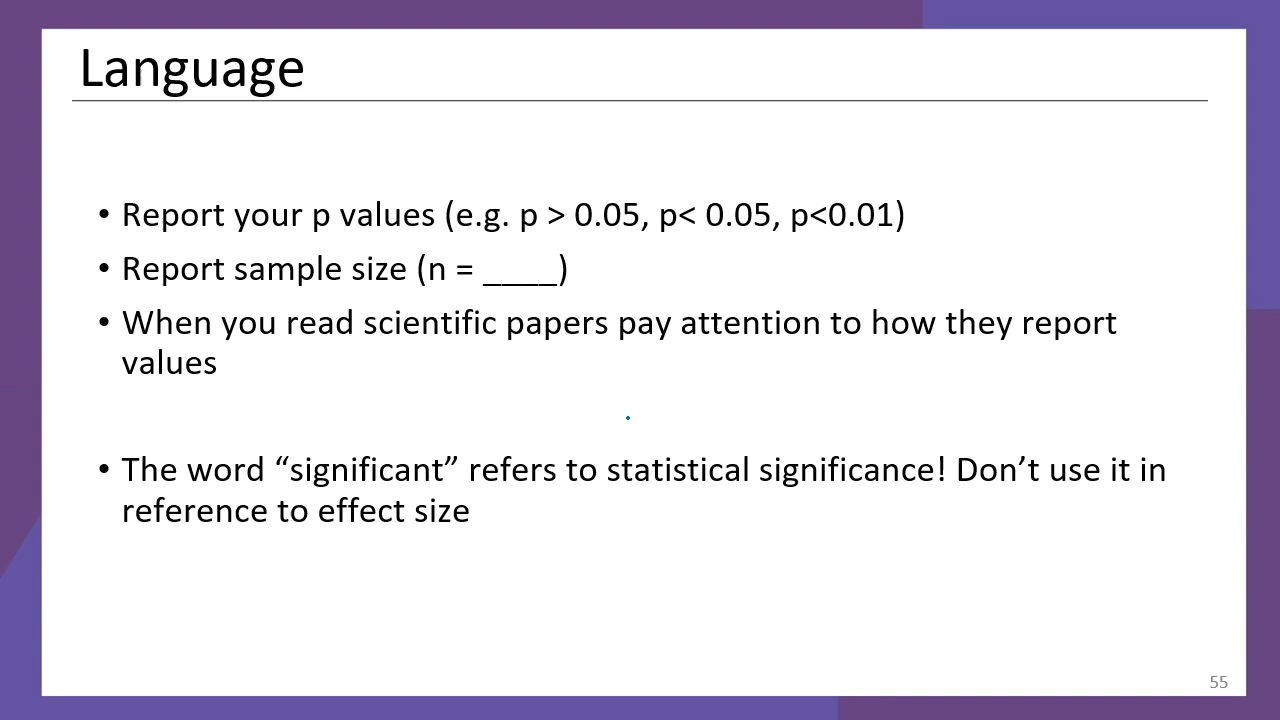 Language
• Report your p values (e.g. p > 0.05, p< 0.05, p<0.01)
• Report sample size (n = ____)
• When you read scientific papers pay attention to how they report
values
• The word “significant” refers to statistical significance! Don’t use it in
reference to effect size
55